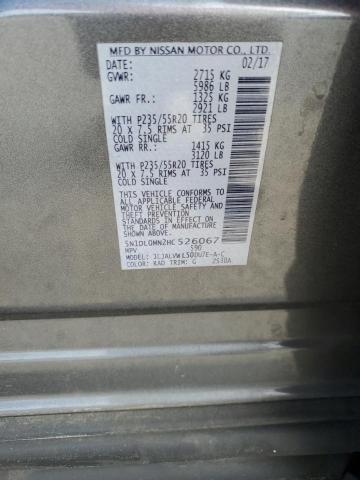 MFD BY NISSAN MOTOR CO., LTD.
DATE: 02/17
GVWR: 2715 KG
5986 LB
GAWR FR.: 1325 KG
2921 LB
WITH P235/55R20 TIRES
20 X 7.5 RIMS AT 35 PSI
COLD SINGLE
GAWR RR.: 1415 KG
3120 LB
WITH P235/55R20 TIRES
20 X 7.5 RIMS AT 35 PSI
COLD SINGLE
THIS VEHICLE CONFORMS TO
ALL APPLICABLE FEDERAL
MOTOR VEHICLE SAFETY
STANDARDS IN EFFECT ON
THE DATE OF MANUFACTURE
SHOWN ABOVE.
5N1DL0MN2HC526067
MPV 590
MODEL:
COLOR: KAD TRIM: G